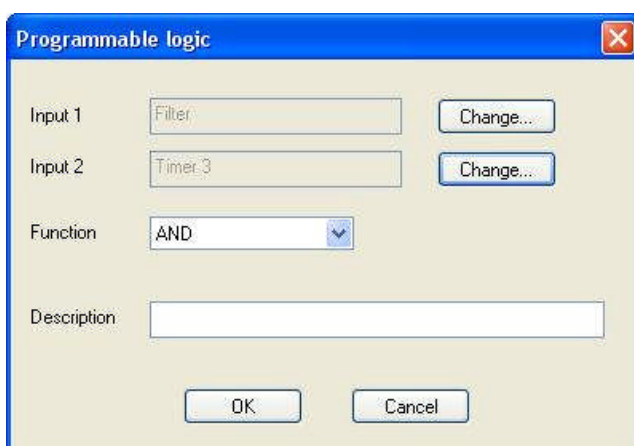 Programmable logic
Input 1 Filter Change...
Input 2 Timer 3 Change...
Function AND
Description
OK Cancel